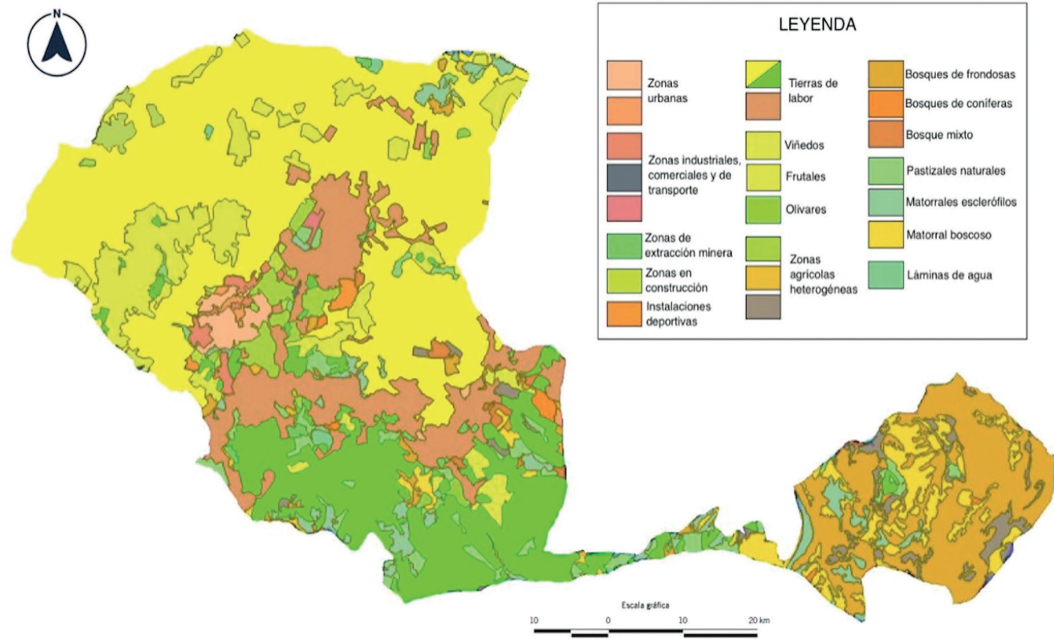 N
LEYENDA
Zonas
urbanas
Zonas industriales,
comerciales y de
transporte
Zonas de
extracción minera
Zonas en
construcción
Instalaciones
deportivas
Tierras de
labor
Viñedos
Frutales
Olivares
Zonas
agrícolas
heterogéneas
Bosques de frondosas
Bosques de coníferas
Bosque mixto
Pastizales naturales
Matorrales esclerófilos
Matorral boscoso
Láminas de agua
Escala gráfica
10 0 10 20 km